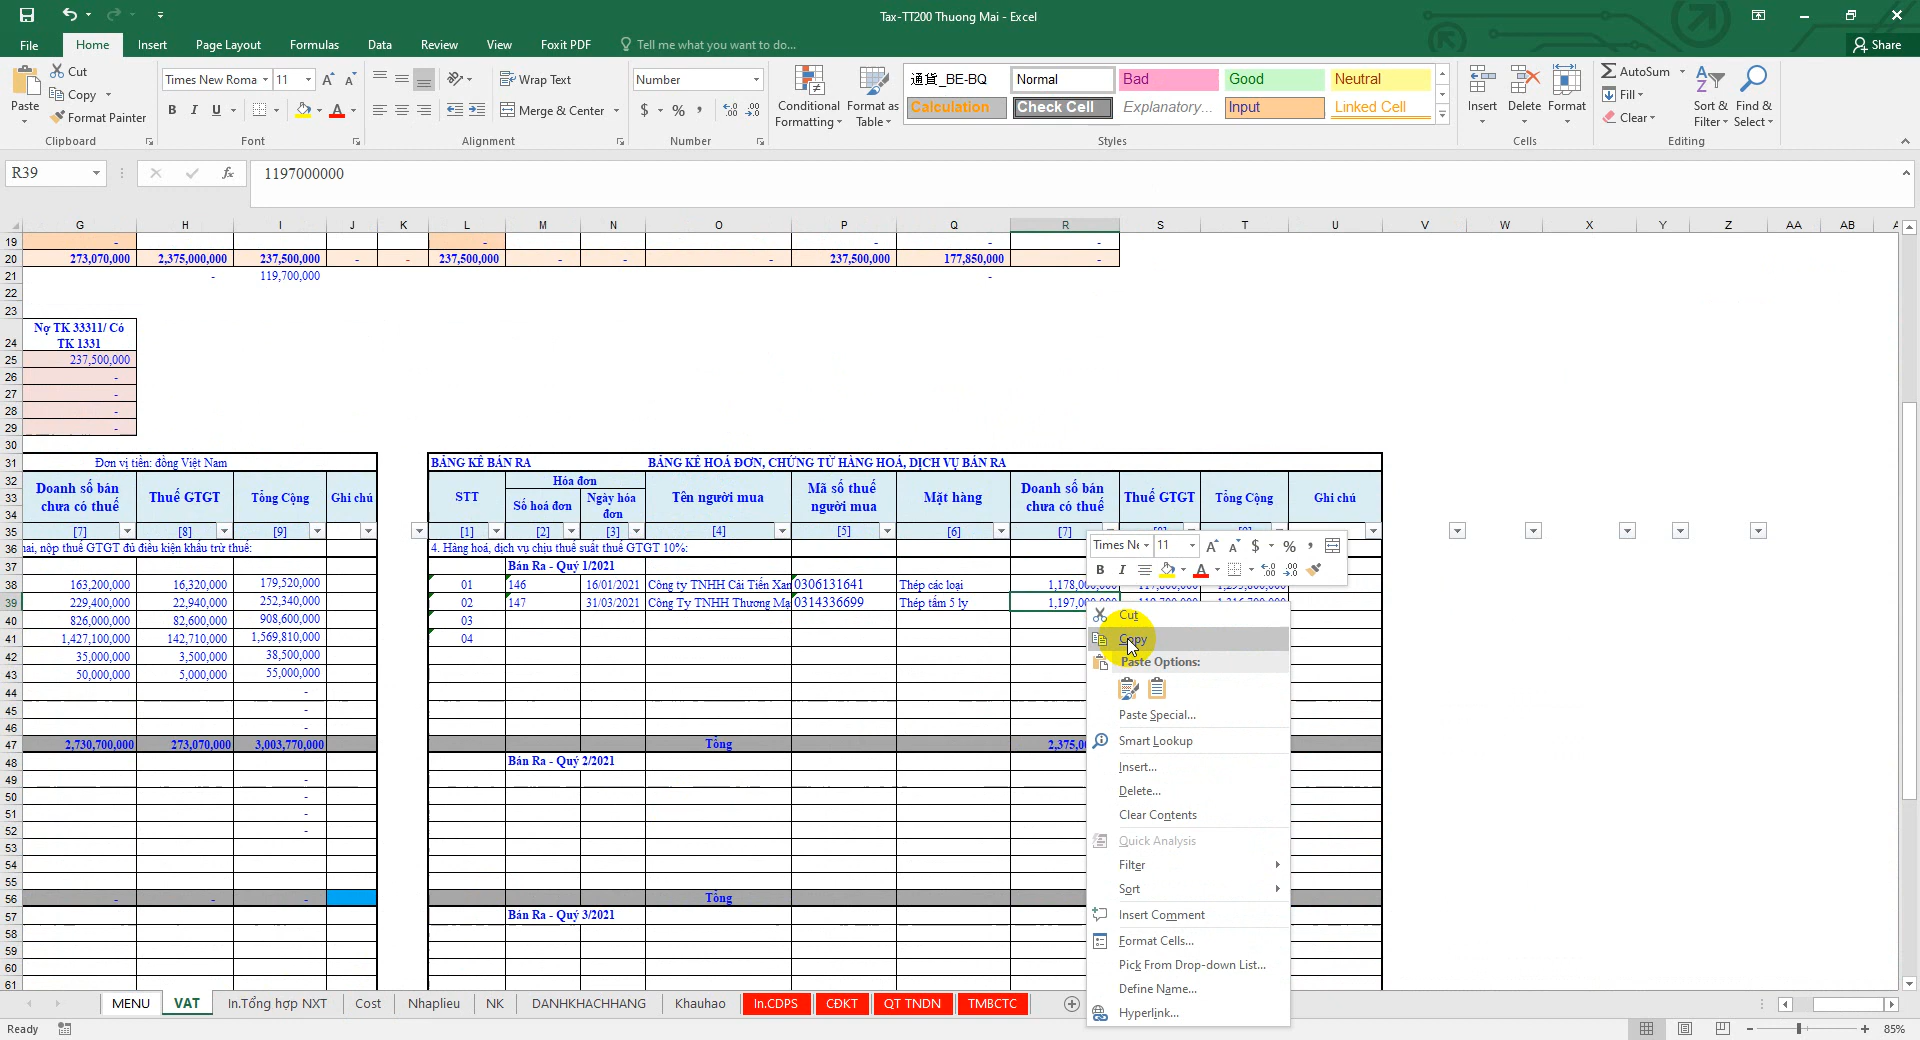 Tax-TT200 Thuong Mai - Excel
File Home Insert Page Layout Formulas Data Review View Foxit PDF Tell me what you want to do... Share
Paste Cut Copy Format Painter
Clipboard
Times New Roma 11
B I U
Font
Wrap Text
Merge & Center
Alignment
Number
$ % ,
Number
Conditional Formatting Format as Table
通貨_BE-BQ Normal Bad Good Neutral
Calculation Check Cell Explanatory... Input Linked Cell
Styles
Insert Delete Format
Cells
AutoSum
Fill
Clear
Sort & Filter Find & Select
Editing
R39 fx 1197000000
G H I J K L M N O P Q R S T U V W X Y Z AA AB
19 - - - - -
20 273,070,000 2,375,000,000 237,500,000 - - 237,500,000 - - - 237,500,000 177,850,000 -
21 - 119,700,000 -
22
23
24 Nợ TK 33311/ Có TK 1331
25 237,500,000
26 -
27 -
28 -
29 -
30
31 Đơn vị tiền: đồng Việt Nam BẢNG KÊ BÁN RA BẢNG KÊ HOÁ ĐƠN, CHỨNG TỪ HÀNG HOÁ, DỊCH VỤ BÁN RA
32
33
34
Doanh số bán chưa có thuế Thuế GTGT Tổng Cộng Ghi chú STT Hóa đơn Số hoá đơn Ngày hóa đơn Tên người mua Mã số thuế người mua Mặt hàng Doanh số bán chưa có thuế Thuế GTGT Tổng Cộng Ghi chú
35 [7] [8] [9] [1] [2] [3] [4] [5] [6] [7]
36 nộp thuế GTGT đủ điều kiện khấu trừ thuế: 4. Hàng hoá, dịch vụ chịu thuế suất thuế GTGT 10%:
37 Bán Ra - Quý 1/2021
38 163,200,000 16,320,000 179,520,000 01 146 16/01/2021 Công ty TNHH Cải Tiến Xan 0306131641 Thép các loại
39 229,400,000 22,940,000 252,340,000 02 147 31/03/2021 Công Ty TNHH Thương Mạ 0314336699 Thép tấm 5 ly
40 826,000,000 82,600,000 908,600,000 03
41 1,427,100,000 142,710,000 1,569,810,000 04
42 35,000,000 3,500,000 38,500,000
43 50,000,000 5,000,000 55,000,000
44 -
45 -
46 -
47 2,730,700,000 273,070,000 3,003,770,000 Tổng
48 Bán Ra - Quý 2/2021
49 -
50 -
51 -
52 -
53
54
55
56 - - - Tổng
57 Bán Ra - Quý 3/2021
58
59
60
61
Times Ne 11 $ % ,
B I A
Cut
Copy
Paste Options:
Paste Special...
Smart Lookup
Insert...
Delete...
Clear Contents
Quick Analysis
Filter
Sort
Insert Comment
Format Cells...
Pick From Drop-down List...
Define Name...
Hyperlink...
MENU VAT In.Tổng hợp NXT Cost Nhaplieu NK DANHKHACHHANG Khauhao In.CDPS CĐKT QT TNDN TMBCTC
Ready 85%